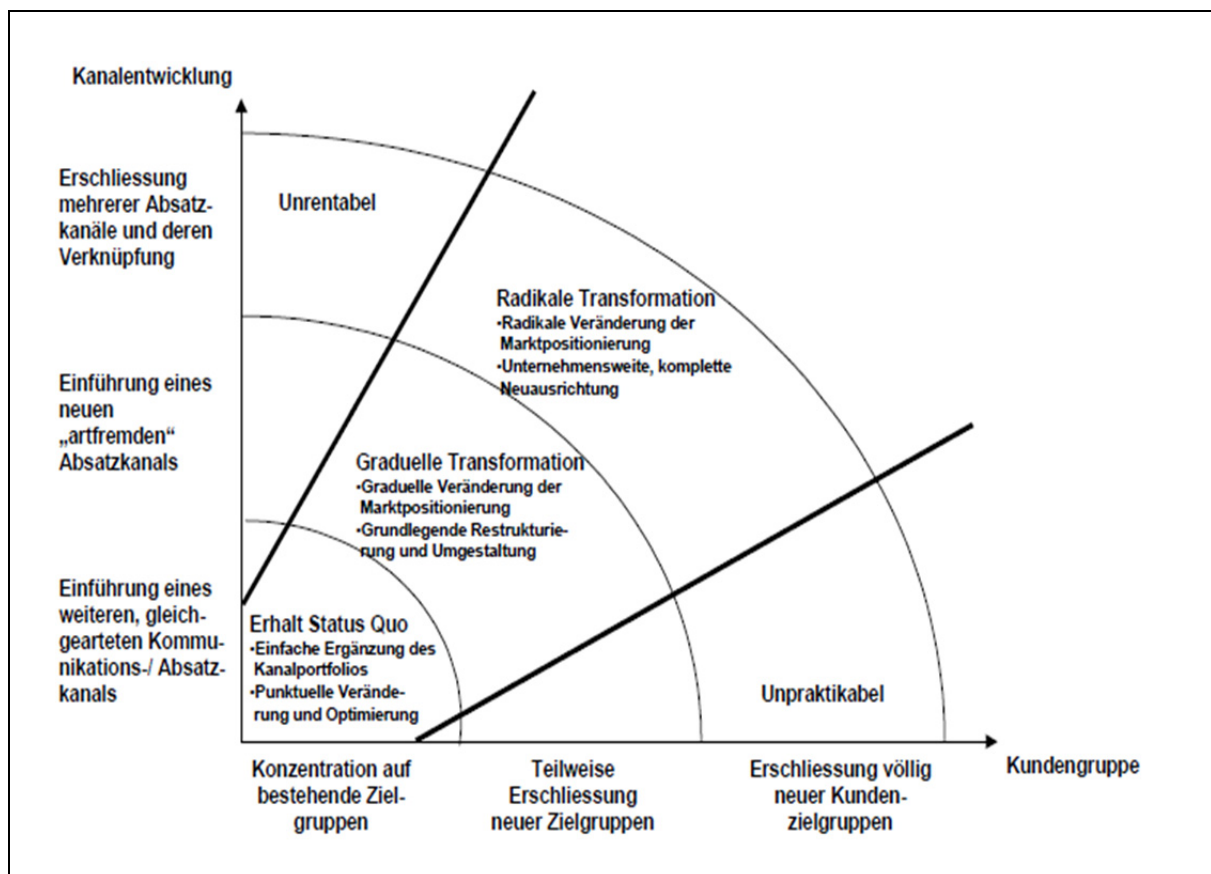 Kanalentwicklung
Erschliessung
mehrerer Absatz-
kanäle und deren
Verknüpfung
Unrentabel
Radikale Transformation
•Radikale Veränderung der
Marktpositionierung
•Unternehmensweite, komplette
Neuausrichtung
Einführung eines
neuen
„artfremden“
Absatzkanals
Graduelle Transformation
•Graduelle Veränderung der
Marktpositionierung
•Grundlegende Restrukturie-
rung und Umgestaltung
Einführung eines
weiteren, gleich-
gearteten Kommu-
nikations-/ Absatz-
kanals
Erhalt Status Quo
•Einfache Ergänzung des
Kanalportfolios
•Punktuelle Verände-
rung und Optimierung
Unpraktikabel
Konzentration auf
bestehende Ziel-
gruppen
Teilweise
Erschliessung
neuer Zielgruppen
Erschliessung völlig
neuer Kunden-
zielgruppen
Kundengruppe